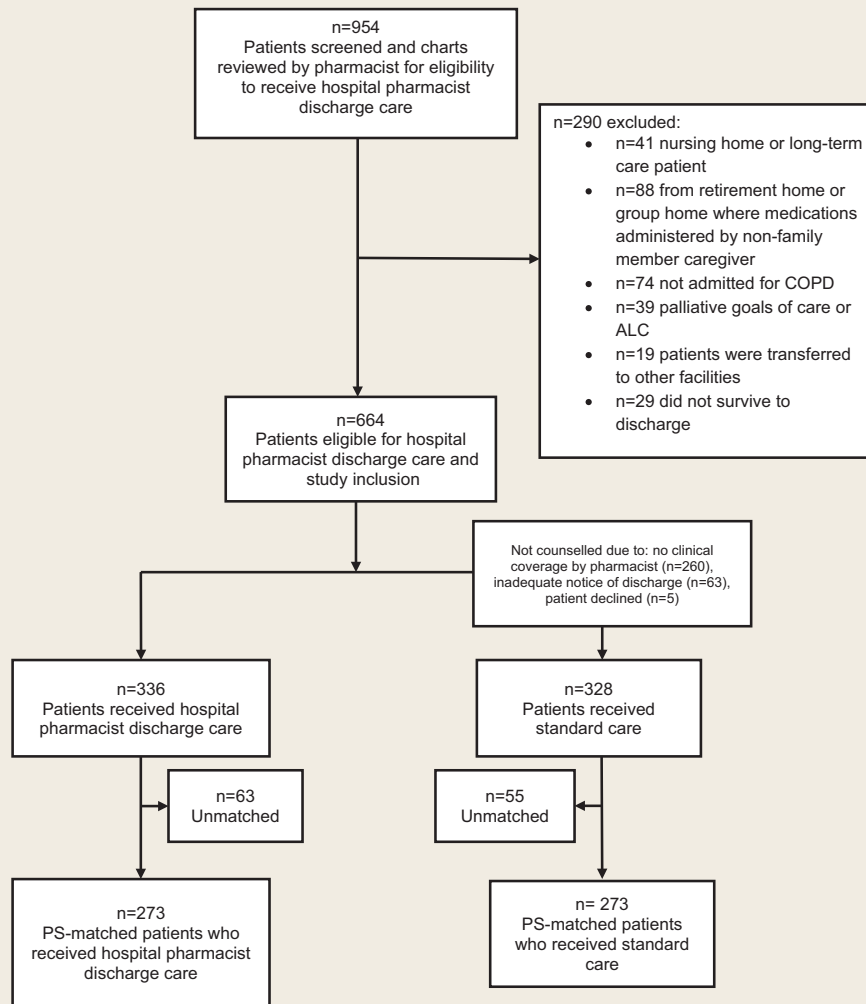 n=954
Patients screened and charts
reviewed by pharmacist for eligibility
to receive hospital pharmacist
discharge care
n=290 excluded:
• n=41 nursing home or long-term
care patient
• n=88 from retirement home or
group home where medications
administered by non-family
member caregiver
• n=74 not admitted for COPD
• n=39 palliative goals of care or
ALC
• n=19 patients were transferred
to other facilities
• n=29 did not survive to
discharge
n=664
Patients eligible for hospital
pharmacist discharge care and
study inclusion
Not counselled due to: no clinical
coverage by pharmacist (n=260),
inadequate notice of discharge (n=63),
patient declined (n=5)
n=336
Patients received hospital
pharmacist discharge care
n=328
Patients received
standard care
n=63
Unmatched
n=55
Unmatched
n=273
PS-matched patients who
received hospital pharmacist
discharge care
n= 273
PS-matched patients
who received standard
care